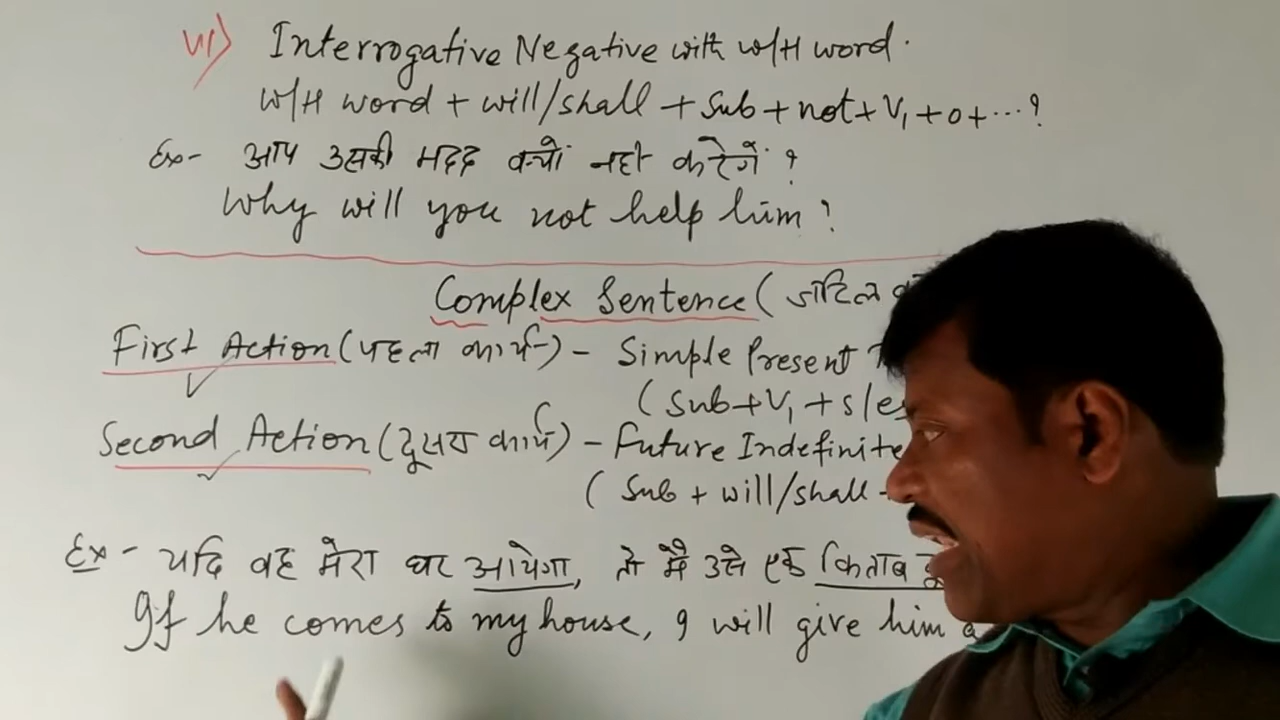 VI) Interrogative Negative with W/H word.
W/H word + will/shall + Sub + not + V₁ + O + ...?
Ex- आप उसकी मदद क्यों नहीं करेगें ?
Why will you not help him ?
Complex Sentence ( जटिल
First Action (पहला कार्य) - Simple Present
( Sub + V₁ + s/es
Second Action (दूसरा कार्य) - Future Indefinite
( Sub + will/shall
Ex - यदि वह मेरा घर आयेगा, तो मैं उसे एक किताब
If he comes to my house, I will give him a